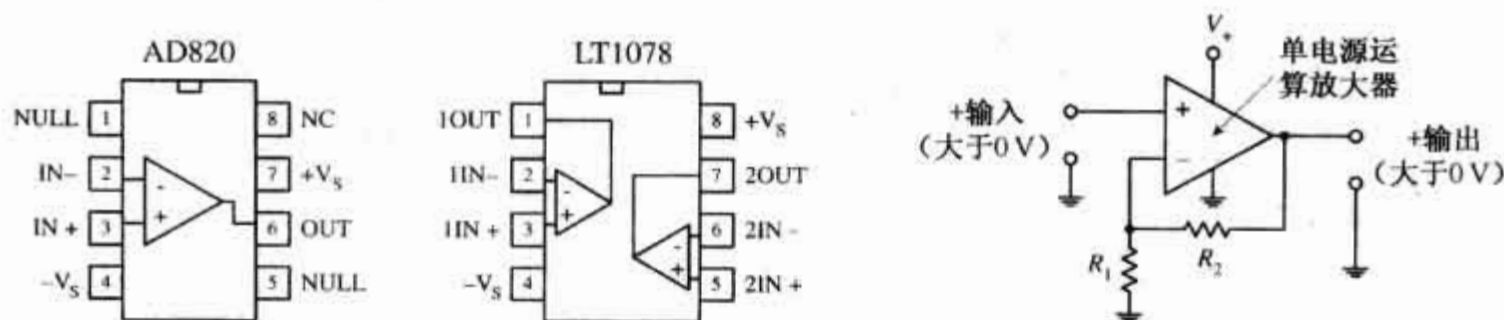 AD820
NULL 1
8 NC
IN- 2
7 +VS
IN + 3
6 OUT
-VS 4
5 NULL
-
+
LT1078
1OUT 1
8 +VS
1IN- 2
7 2OUT
1IN + 3
6 2IN -
-VS 4
5 2IN +
-
+
-
+
V+
单电源运
算放大器
+输入
(大于0 V)
+
-
+输出
(大于0 V)
R1
R2